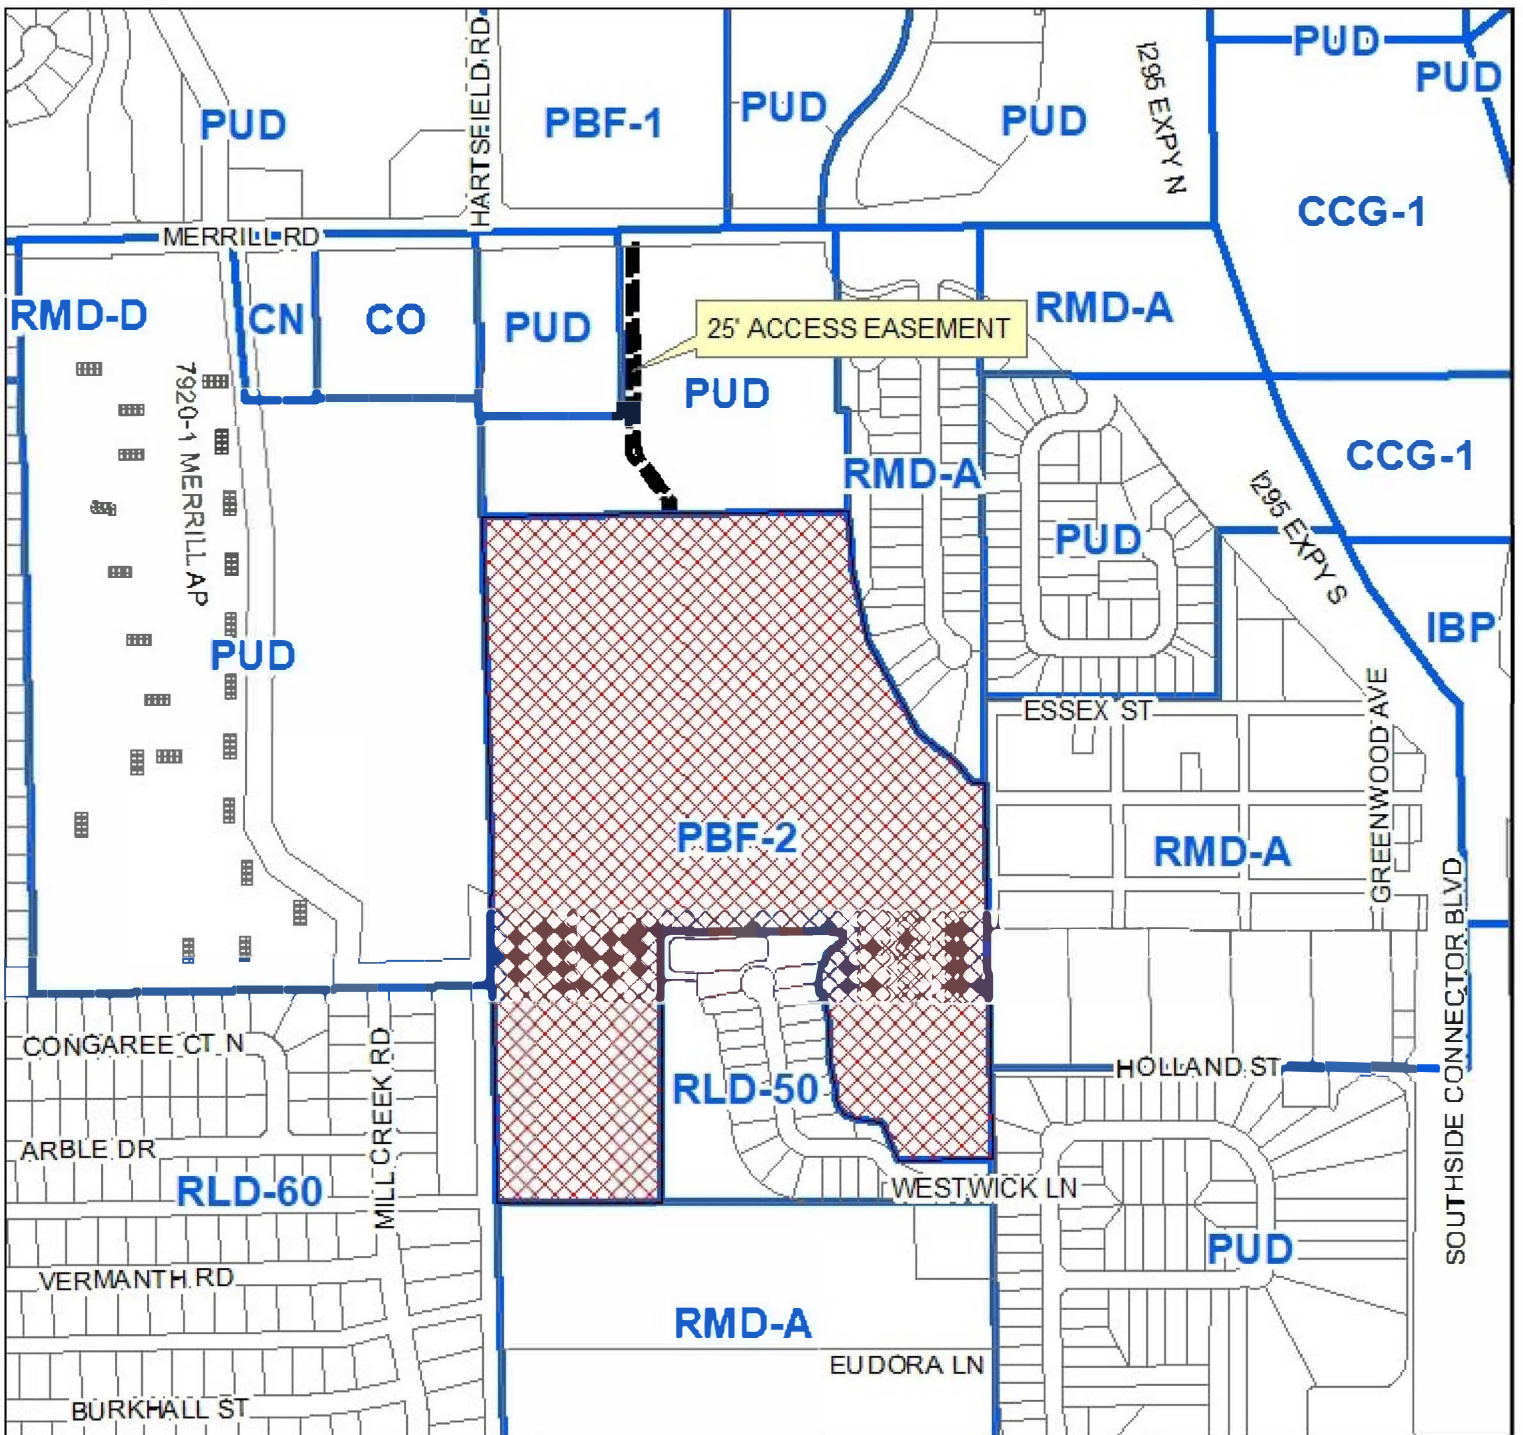 PUD
PUD
HARTSFIELD RD
PBF-1
PUD
PUD
PUD
I295 EXPY N
CCG-1
MERRILL RD
RMD-D
CN
CO
PUD
25' ACCESS EASEMENT
RMD-A
PUD
7920-1 MERRILL AP
RMD-A
CCG-1
I295 EXPY S
PUD
IBP
PUD
ESSEX ST
GREENWOOD AVE
PBF-2
RMD-A
SOUTHSIDE CONNECTOR BLVD
CONGAREE CT N
MILL CREEK RD
HOLLAND ST
RLD-50
ARBLE DR
RLD-60
WESTWICK LN
PUD
VERMANTH RD
RMD-A
EUDORA LN
BURKHALL ST